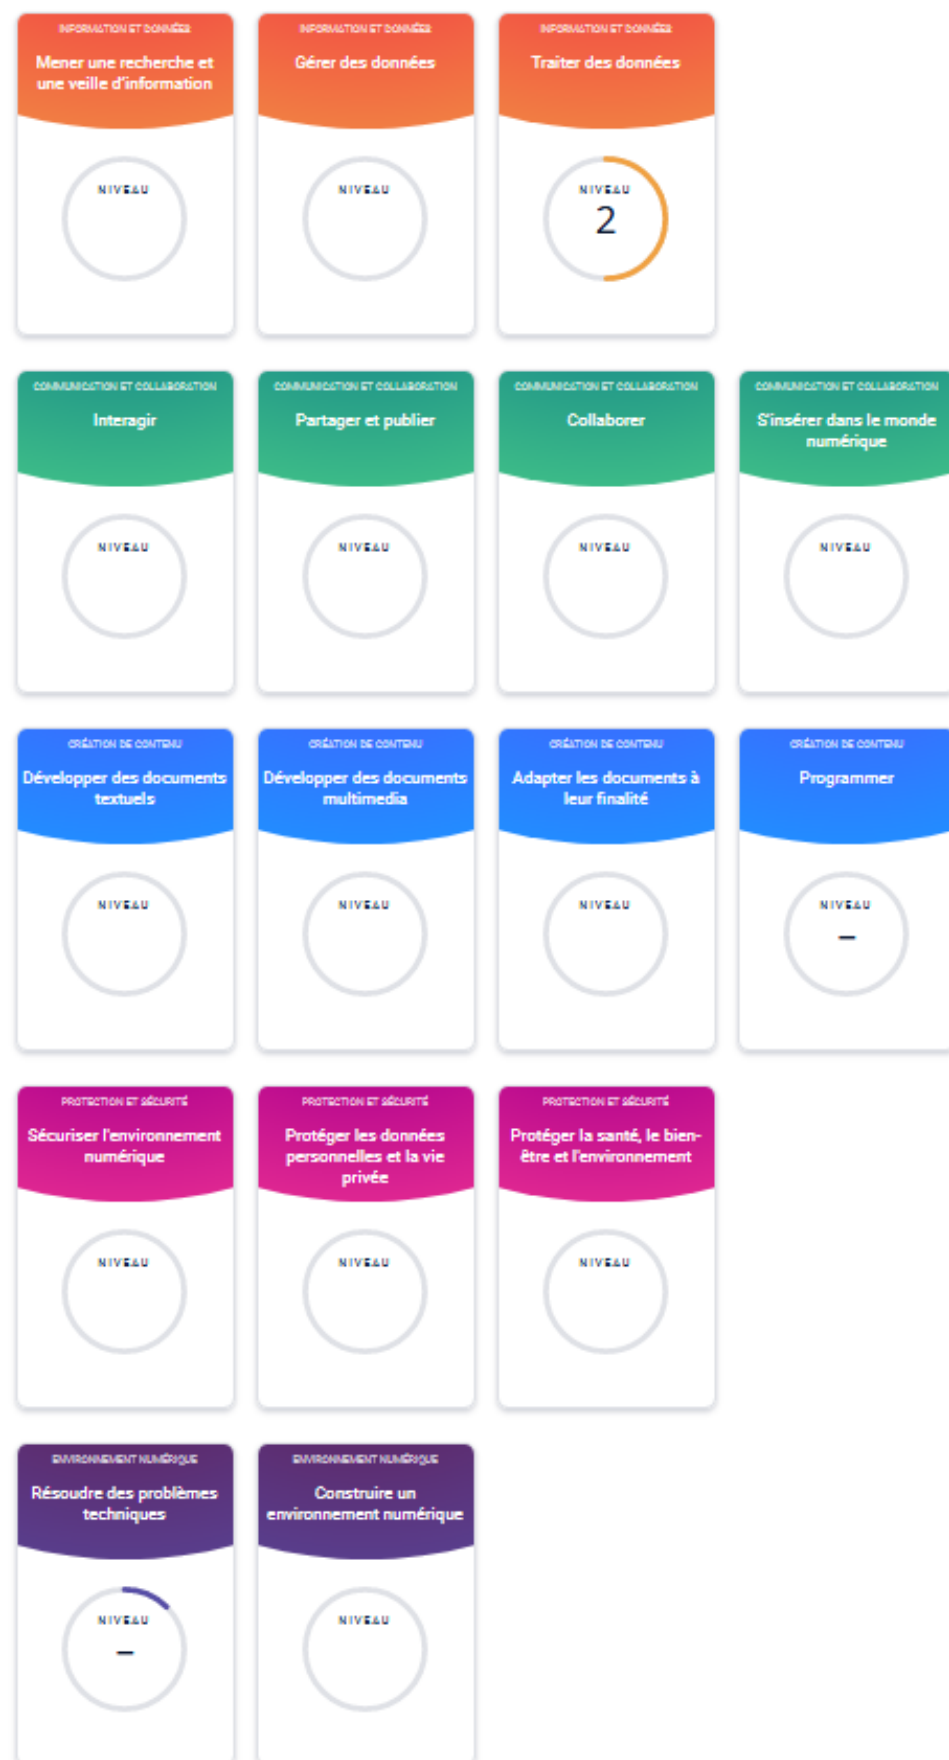 INFORMATION ET DONNÉES
Mener une recherche et
une veille d'information
NIVEAU
INFORMATION ET DONNÉES
Gérer des données
NIVEAU
INFORMATION ET DONNÉES
Traiter des données
NIVEAU
2
COMMUNICATION ET COLLABORATION
Interagir
NIVEAU
COMMUNICATION ET COLLABORATION
Partager et publier
NIVEAU
COMMUNICATION ET COLLABORATION
Collaborer
NIVEAU
COMMUNICATION ET COLLABORATION
S'insérer dans le monde
numérique
NIVEAU
CRÉATION DE CONTENU
Développer des documents
textuels
NIVEAU
CRÉATION DE CONTENU
Développer des documents
multimedia
NIVEAU
CRÉATION DE CONTENU
Adapter les documents à
leur finalité
NIVEAU
CRÉATION DE CONTENU
Programmer
NIVEAU
–
PROTECTION ET SÉCURITÉ
Sécuriser l'environnement
numérique
NIVEAU
PROTECTION ET SÉCURITÉ
Protéger les données
personnelles et la vie
privée
NIVEAU
PROTECTION ET SÉCURITÉ
Protéger la santé, le bien-
être et l'environnement
NIVEAU
ENVIRONNEMENT NUMÉRIQUE
Résoudre des problèmes
techniques
NIVEAU
–
ENVIRONNEMENT NUMÉRIQUE
Construire un
environnement numérique
NIVEAU